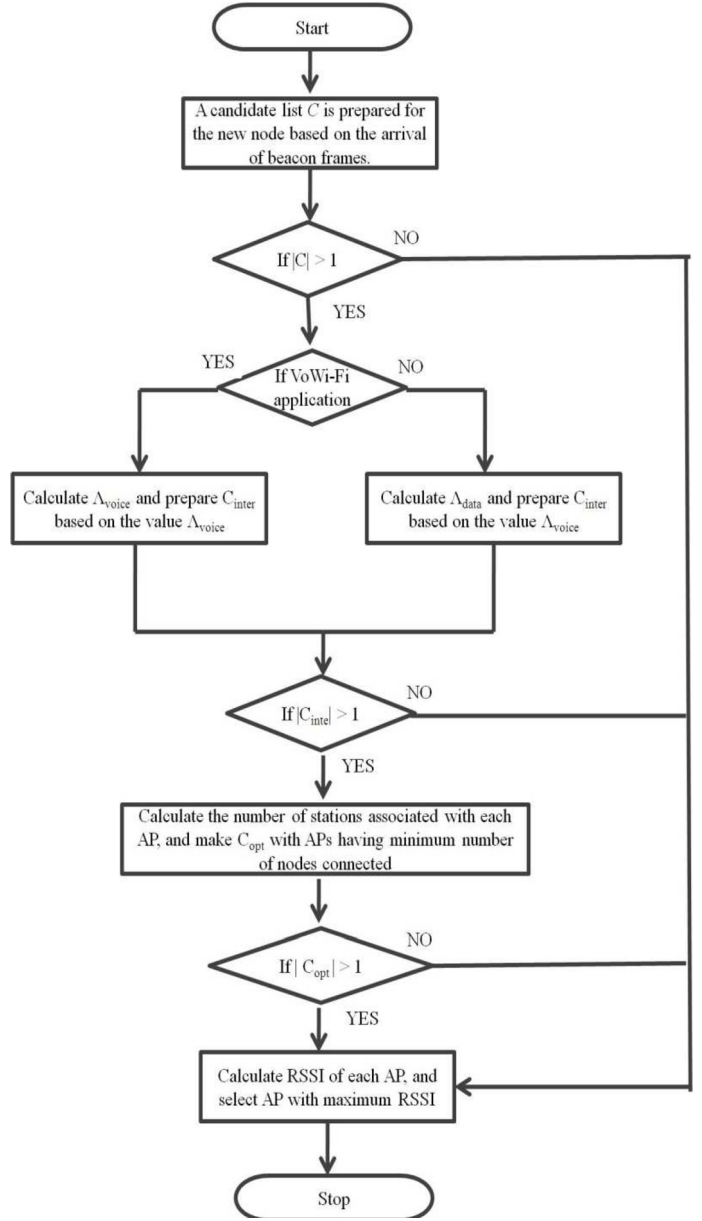 Start
A candidate list C is prepared for
the new node based on the arrival
of beacon frames.
If |C| > 1
NO
YES
If VoWi-Fi
application
YES
NO
Calculate Λvoice and prepare Cinter
based on the value Λvoice
Calculate Λdata and prepare Cinter
based on the value Λvoice
If |Cinte| > 1
NO
YES
Calculate the number of stations associated with each
AP, and make Copt with APs having minimum number
of nodes connected
If | Copt | > 1
NO
YES
Calculate RSSI of each AP, and
select AP with maximum RSSI
Stop